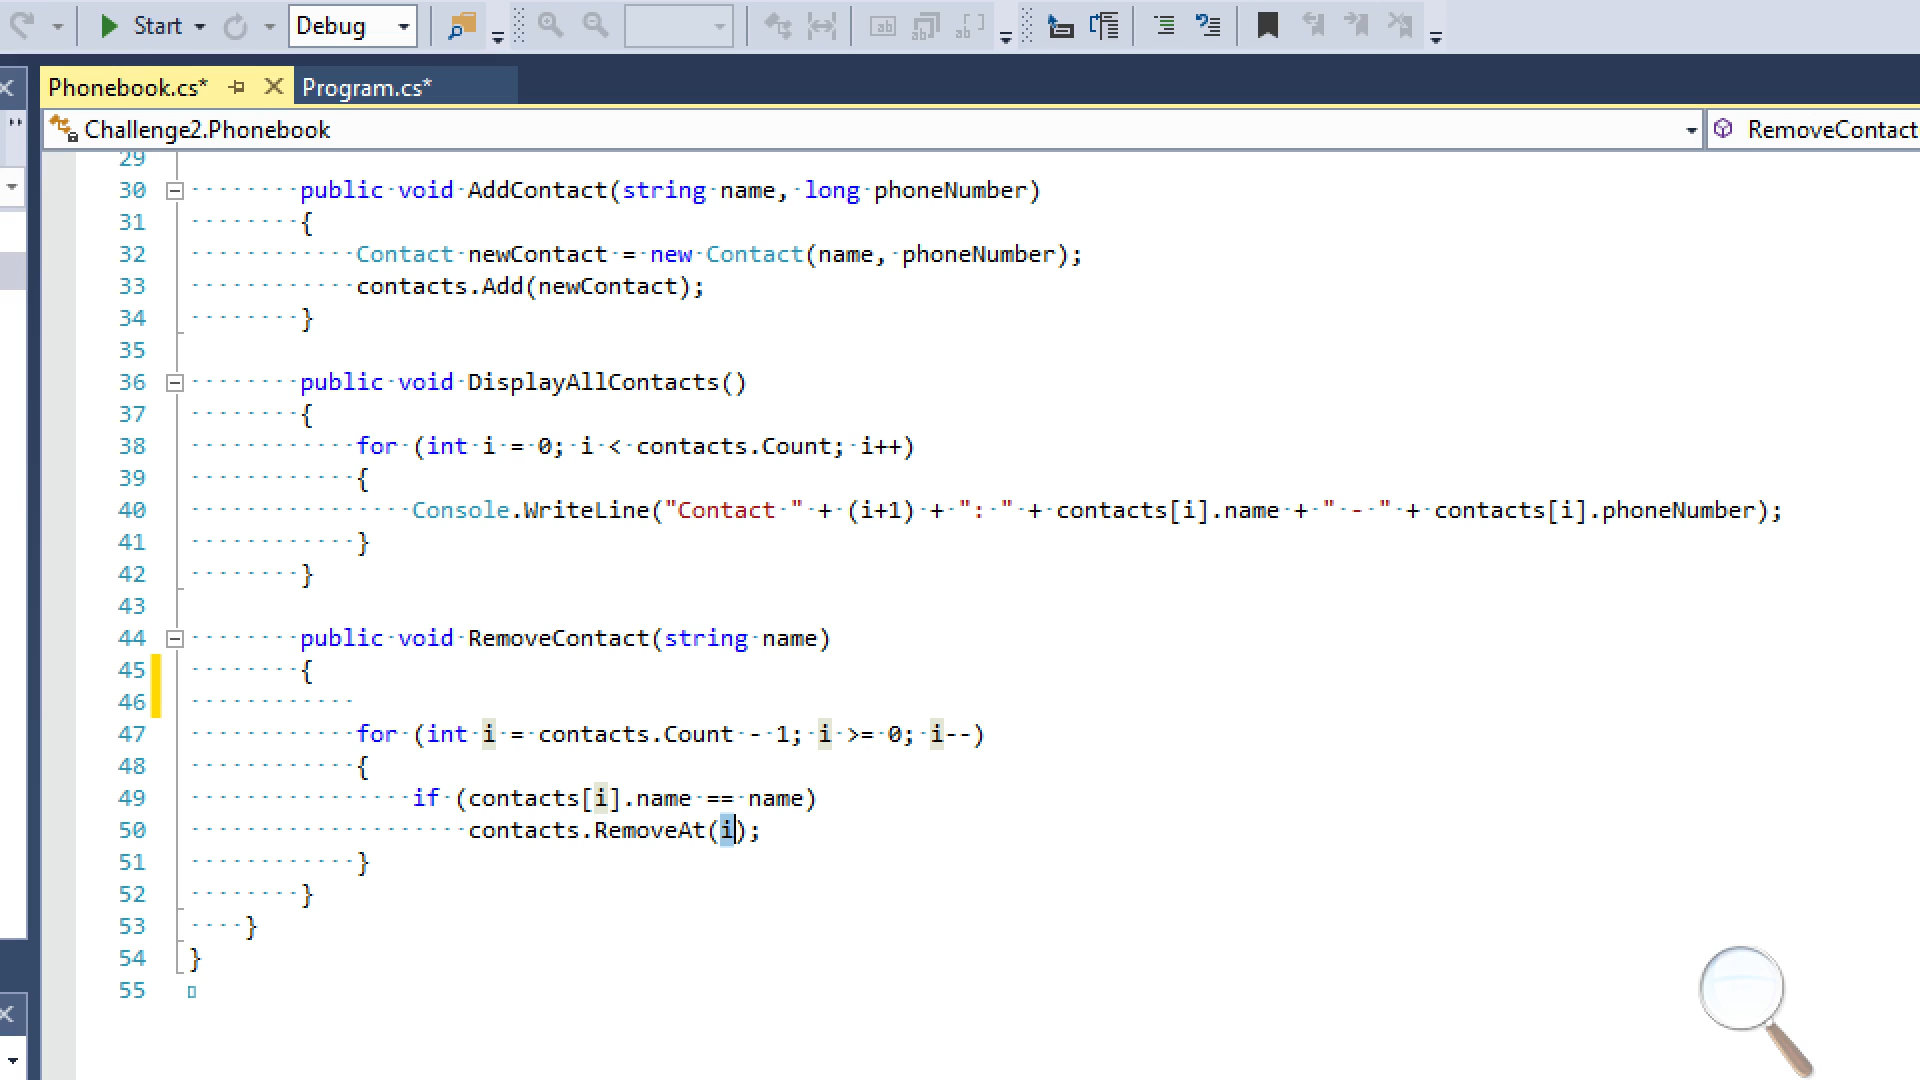 Start Debug
Phonebook.cs* Program.cs*
Challenge2.Phonebook RemoveContact
29
30 public void AddContact(string name, long phoneNumber)
31 {
32 Contact newContact = new Contact(name, phoneNumber);
33 contacts.Add(newContact);
34 }
35
36 public void DisplayAllContacts()
37 {
38 for (int i = 0; i < contacts.Count; i++)
39 {
40 Console.WriteLine("Contact " + (i+1) + ": " + contacts[i].name + " - " + contacts[i].phoneNumber);
41 }
42 }
43
44 public void RemoveContact(string name)
45 {
46
47 for (int i = contacts.Count - 1; i >= 0; i--)
48 {
49 if (contacts[i].name == name)
50 contacts.RemoveAt(i);
51 }
52 }
53 }
54 }
55